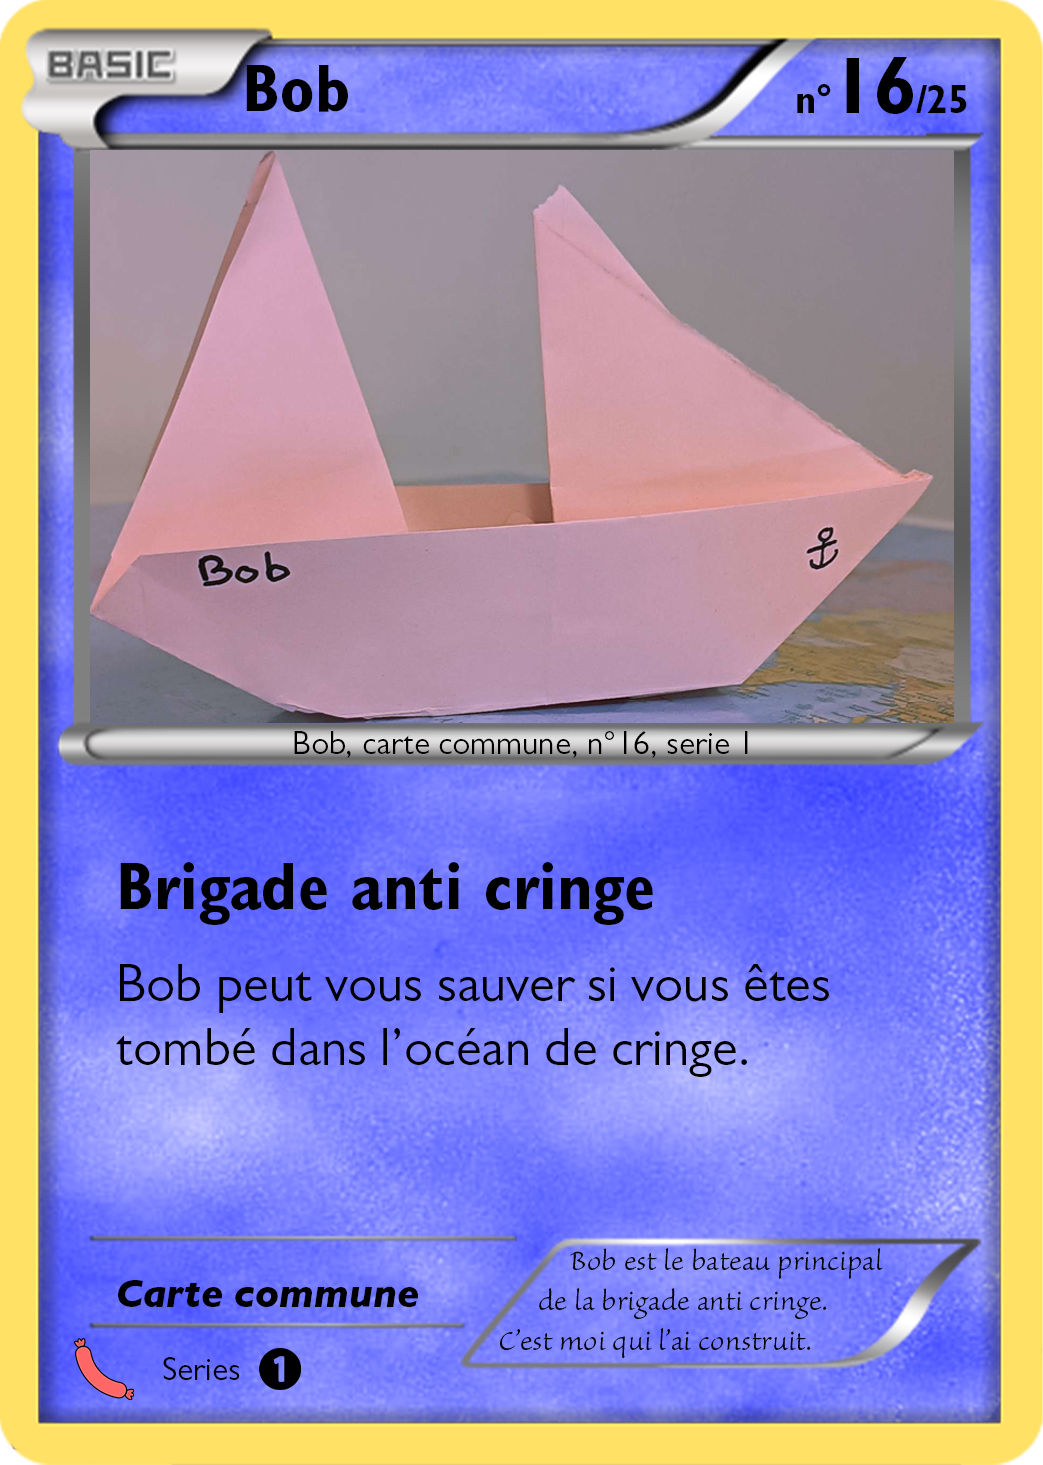 BASIC
Bob
n°16/25
Bob
Bob, carte commune, n°16, serie 1
Brigade anti cringe
Bob peut vous sauver si vous êtes
tombé dans l'océan de cringe.
Carte commune
Series 1
Bob est le bateau principal
de la brigade anti cringe.
C'est moi qui l'ai construit.